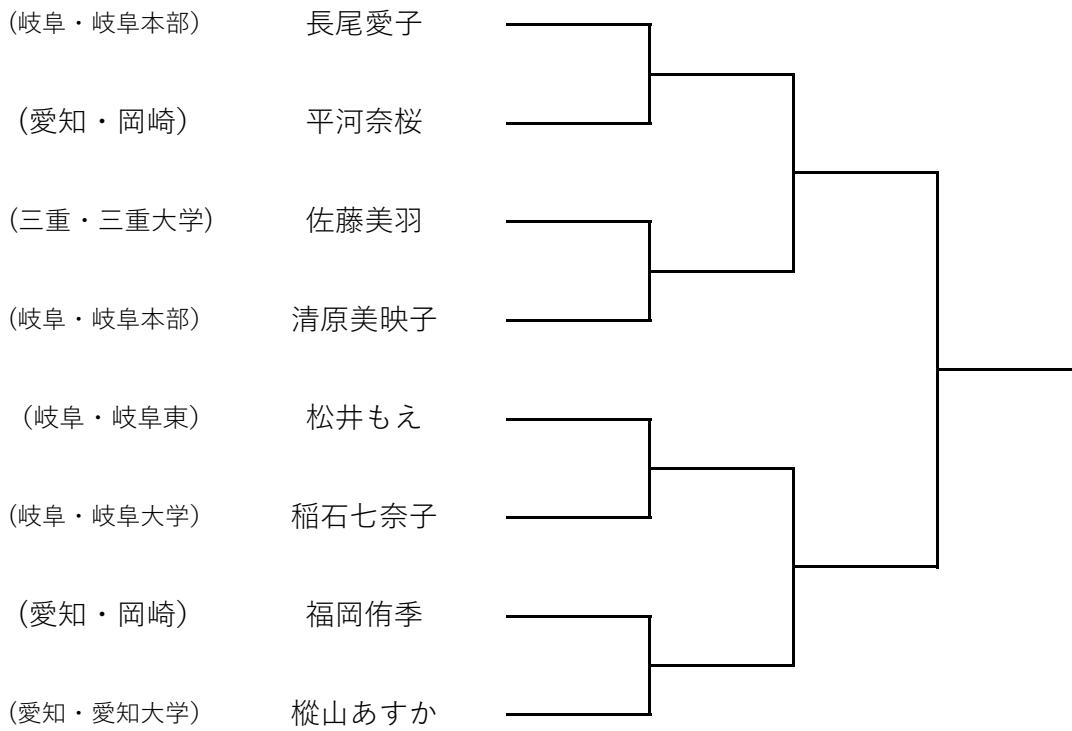 (岐阜・岐阜本部) 長尾愛子
(愛知・岡崎) 平河奈桜
(三重・三重大学) 佐藤美羽
(岐阜・岐阜本部) 清原美映子
(岐阜・岐阜東) 松井もえ
(岐阜・岐阜大学) 稲石七奈子
(愛知・岡崎) 福岡侑季
(愛知・愛知大学) 樅山あすか